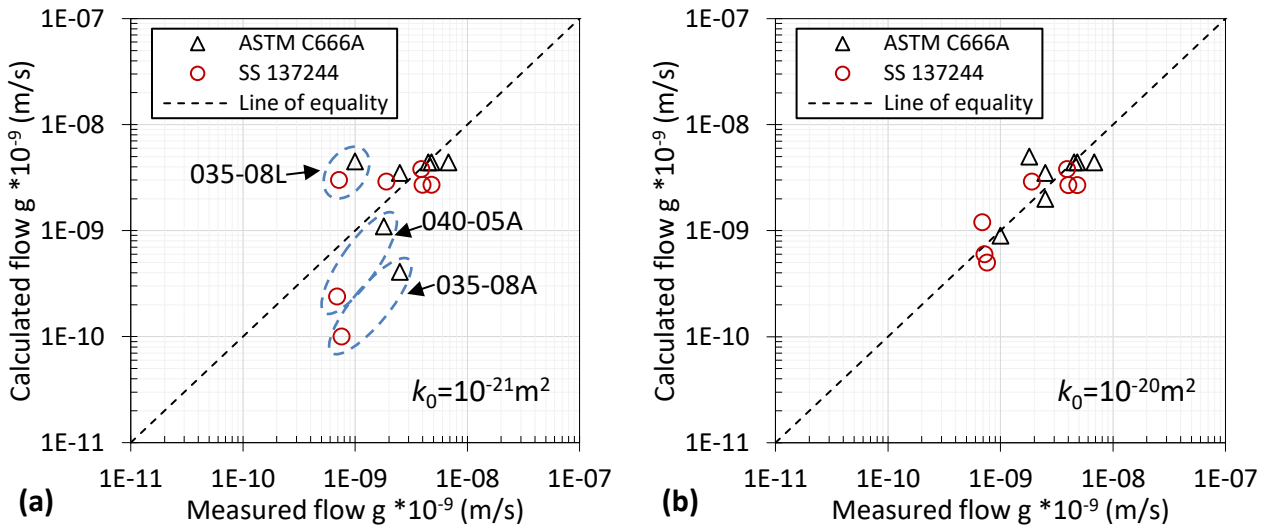 1E-07
1E-08
1E-09
1E-10
1E-11
Calculated flow g *10⁻⁹ (m/s)
ASTM C666A
SS 137244
Line of equality
035-08L
040-05A
035-08A
k₀=10⁻²¹m²
1E-11 1E-10 1E-09 1E-08 1E-07
(a) Measured flow g *10⁻⁹ (m/s)
1E-07
1E-08
1E-09
1E-10
1E-11
Calculated flow g *10⁻⁹ (m/s)
ASTM C666A
SS 137244
Line of equality
k₀=10⁻²⁰m²
1E-11 1E-10 1E-09 1E-08 1E-07
(b) Measured flow g *10⁻⁹ (m/s)